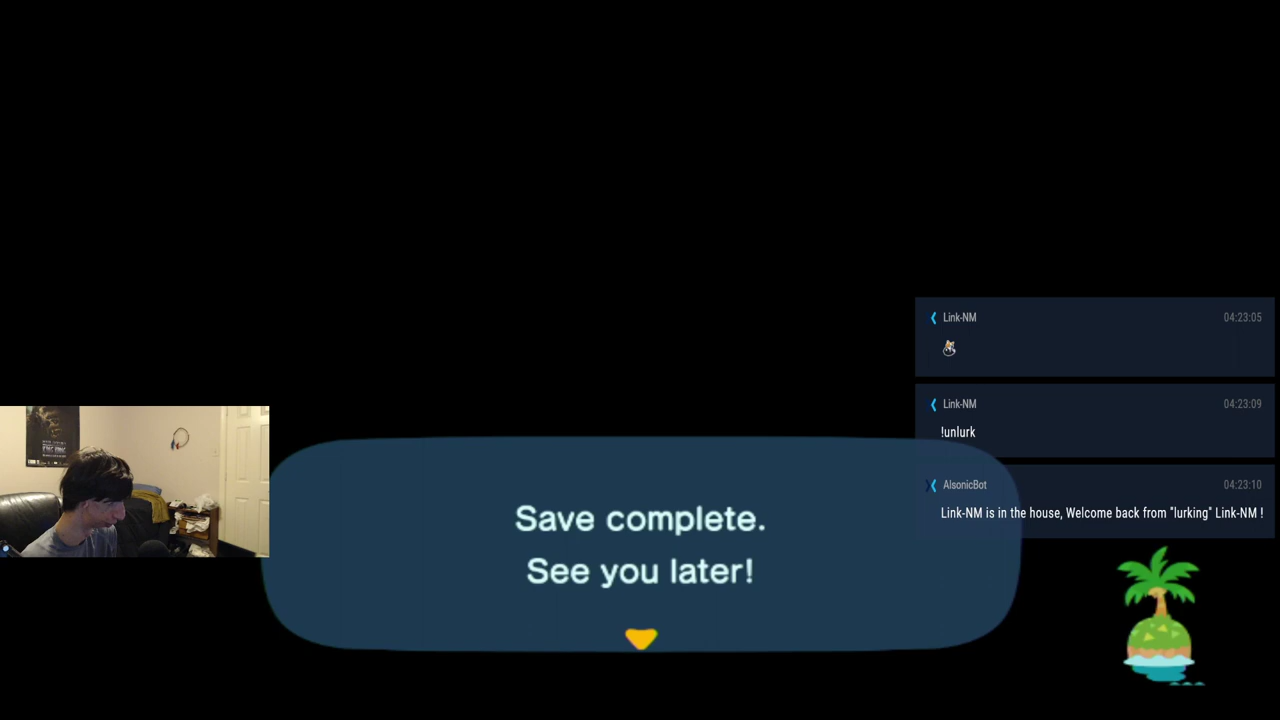 Link-NM 04:23:05
Link-NM 04:23:09
!unlurk
AlsonicBot 04:23:10
Link-NM is in the house, Welcome back from "lurking" Link-NM !
Save complete.
See you later!